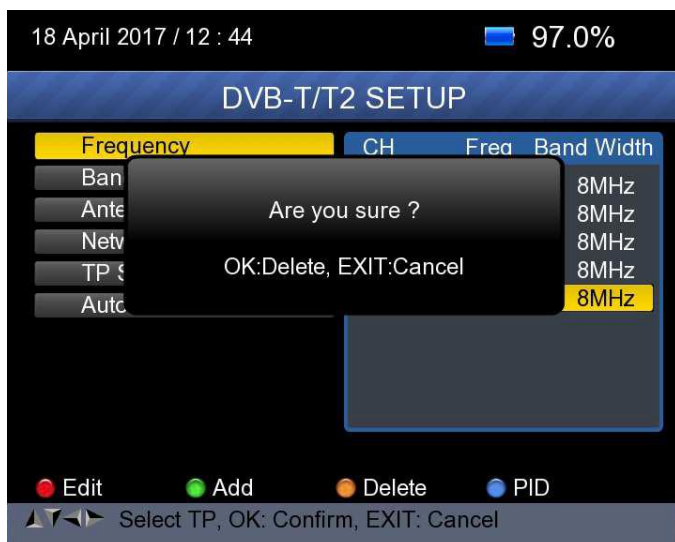 18 April 2017 / 12 : 44 97.0%
DVB-T/T2 SETUP
Frequency CH Freq Band Width
8MHz
8MHz
8MHz
TP 8MHz
8MHz
Are you sure ?
OK:Delete, EXIT:Cancel
Edit Add Delete PID
Select TP, OK: Confirm, EXIT: Cancel